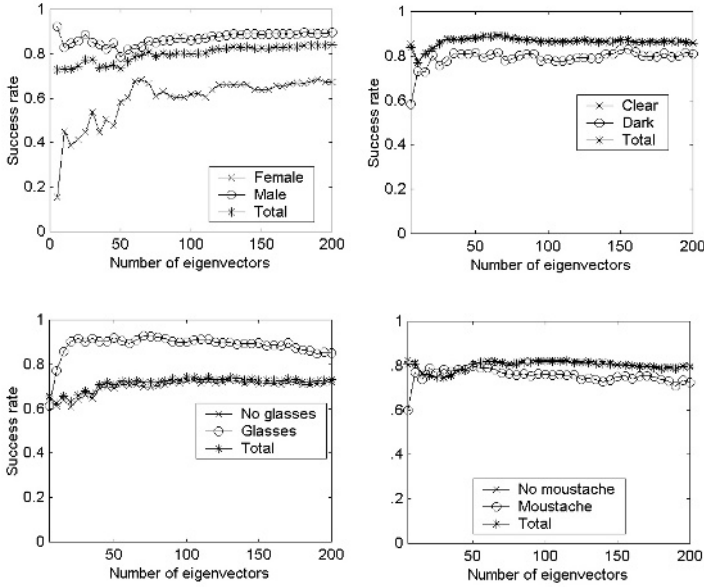 1
0.8
0.6
0.4
0.2
0
Success rate
Female
Male
Total
0 50 100 150 200
Number of eigenvectors
1
.8
.6
.4
.2
0
Success rate
Clear
Dark
Total
50 100 150 200
Number of eigenvectors
1
0.8
0.6
0.4
0.2
0
Success rate
No glasses
Glasses
Total
50 100 150 200
Number of eigenvectors
1
.8
.6
.4
.2
0
No moustache
Moustache
Total
50 100 150 200
Number of eigenvectors